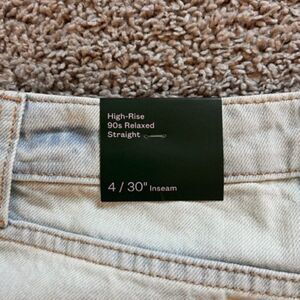 High-Rise
90s Relaxed
Straight
4 / 30" Inseam